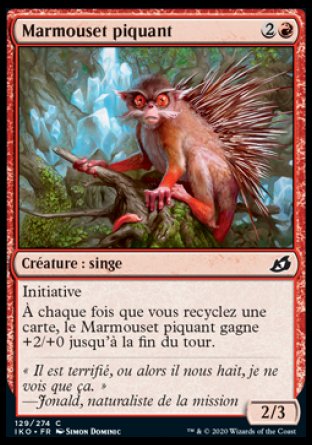 Marmouset piquant 2
Créature : singe
Initiative
À chaque fois que vous recyclez une
carte, le Marmouset piquant gagne
+2/+0 jusqu'à la fin du tour.
« Il est terrifié, ou alors il nous hait, je ne
vois que ça. »
—Jonald, naturaliste de la mission
2/3
129/274 C
IKO • FR Simon Dominic
™ & © 2020 Wizards of the Coast